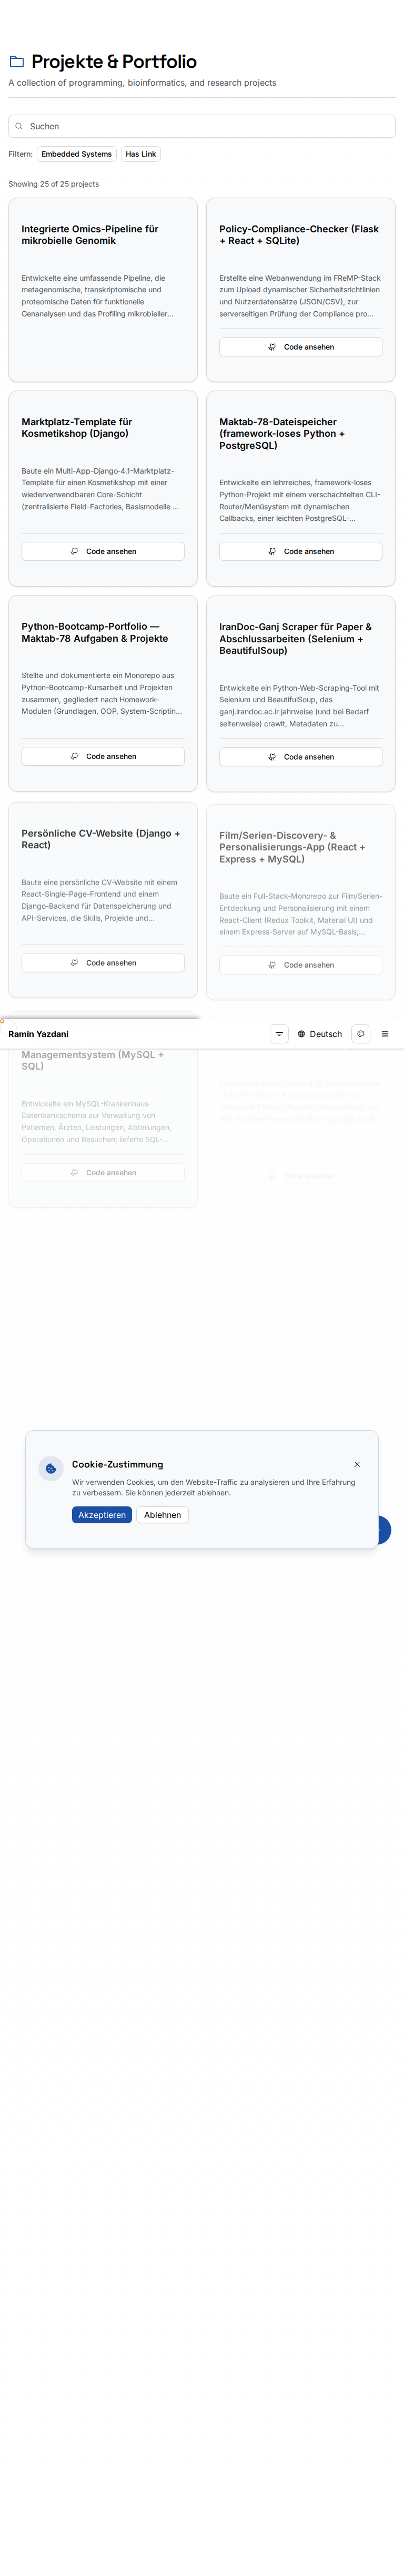 Projekte & Portfolio
A collection of programming, bioinformatics, and research projects
Suchen
Filtern: Embedded Systems Has Link
Showing 25 of 25 projects
Integrierte Omics-Pipeline für
mikrobielle Genomik
Entwickelte eine umfassende Pipeline, die
metagenomische, transkriptomische und
proteomische Daten für funktionelle
Genanalysen und das Profiling mikrobieller...
Policy-Compliance-Checker (Flask
+ React + SQLite)
Erstellte eine Webanwendung im FReMP-Stack
zum Upload dynamischer Sicherheitsrichtlinien
und Nutzerdatensätze (JSON/CSV), zur
serverseitigen Prüfung der Compliance pro...
Code ansehen
Marktplatz-Template für
Kosmetikshop (Django)
Baute ein Multi-App-Django-4.1-Marktplatz-
Template für einen Kosmetikshop mit einer
wiederverwendbaren Core-Schicht
(zentralisierte Field-Factories, Basismodelle ...
Code ansehen
Maktab-78-Dateispeicher
(framework-loses Python +
PostgreSQL)
Entwickelte ein lehrreiches, framework-loses
Python-Projekt mit einem verschachtelten CLI-
Router/Menüsystem mit dynamischen
Callbacks, einer leichten PostgreSQL-...
Code ansehen
Python-Bootcamp-Portfolio —
Maktab-78 Aufgaben & Projekte
Stellte und dokumentierte ein Monorepo aus
Python-Bootcamp-Kursarbeit und Projekten
zusammen, gegliedert nach Homework-
Modulen (Grundlagen, OOP, System-Scriptin...
Code ansehen
IranDoc-Ganj Scraper für Paper &
Abschlussarbeiten (Selenium +
BeautifulSoup)
Entwickelte ein Python-Web-Scraping-Tool mit
Selenium und BeautifulSoup, das
ganj.irandoc.ac.ir jahrweise (und bei Bedarf
seitenweise) crawlt, Metadaten zu...
Code ansehen
Persönliche CV-Website (Django +
React)
Baute eine persönliche CV-Website mit einem
React-Single-Page-Frontend und einem
Django-Backend für Datenspeicherung und
API-Services, die Skills, Projekte und...
Code ansehen
Film/Serien-Discovery- &
Personalisierungs-App (React +
Express + MySQL)
Baute ein Full-Stack-Monorepo zur Film/Serien-
Entdeckung und Personalisierung mit einem
React-Client (Redux Toolkit, Material UI) und
einem Express-Server auf MySQL-Basis;...
Code ansehen
Ramin Yazdani
Deutsch
Managementsystem (MySQL +
SQL)
Entwickelte ein MySQL-Krankenhaus-
Datenbankschema zur Verwaltung von
Patienten, Ärzten, Leistungen, Abteilungen,
Operationen und Besuchen; lieferte SQL-...
Code ansehen
Cookie-Zustimmung
Wir verwenden Cookies, um den Website-Traffic zu analysieren und Ihre Erfahrung
zu verbessern. Sie können jederzeit ablehnen.
Akzeptieren Ablehnen